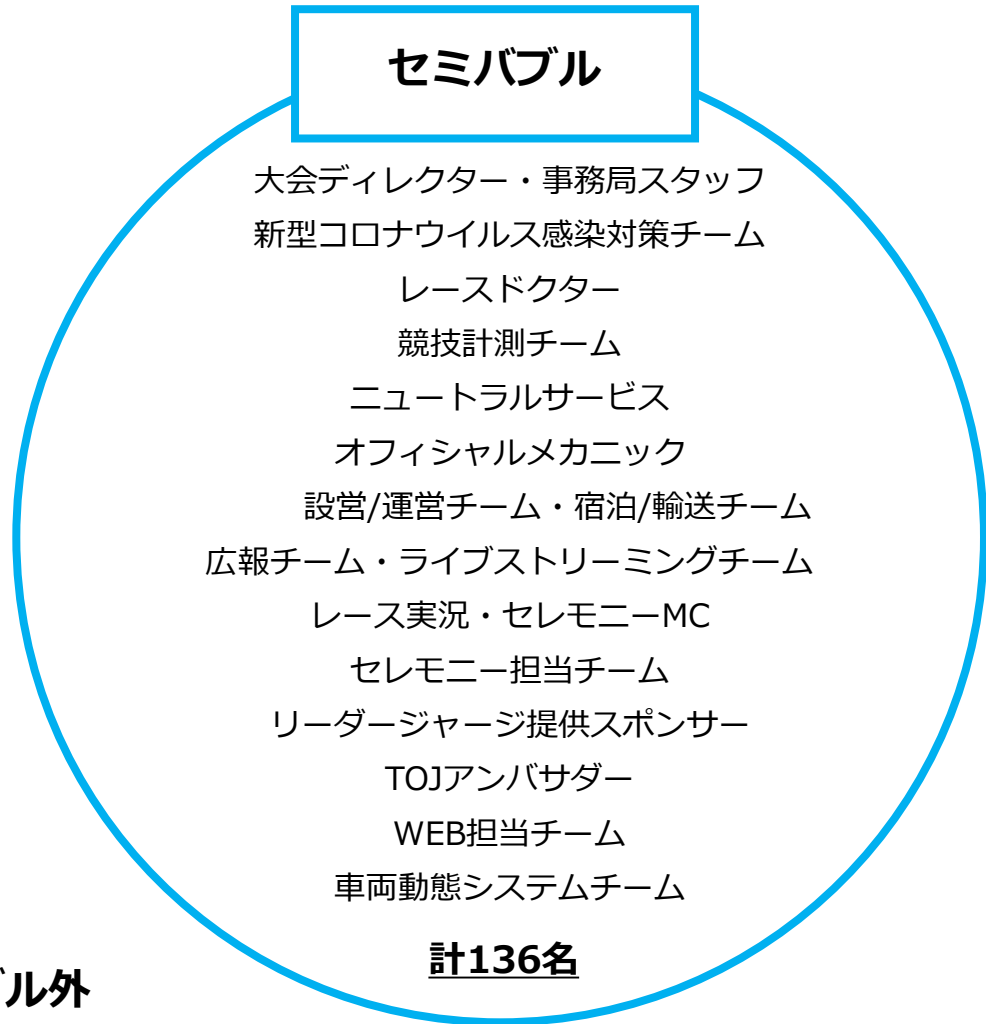 セミバブル
大会ディレクター・事務局スタッフ
新型コロナウイルス感染対策チーム
レースドクター
競技計測チーム
ニュートラルサービス
オフィシャルメカニック
設営/運営チーム・宿泊/輸送チーム
広報チーム・ライブストリーミングチーム
レース実況・セレモニーMC
セレモニー担当チーム
リーダージャージ提供スポンサー
TOJアンバサダー
WEB担当チーム
車両動態システムチーム
計136名
ル外